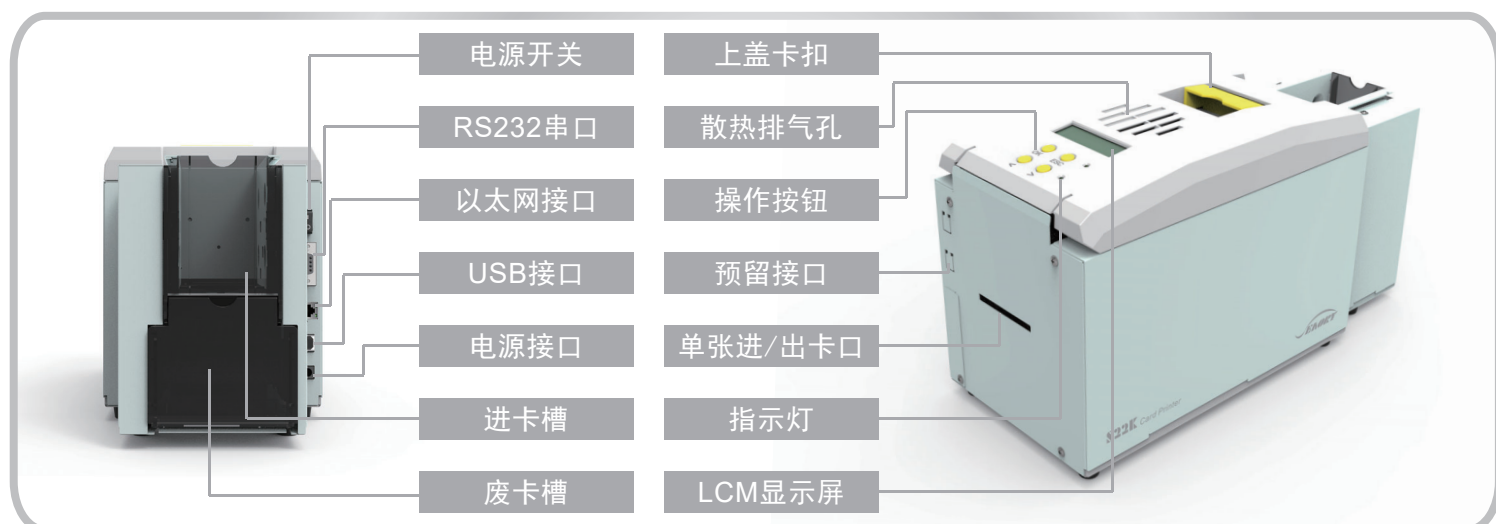 电源开关
RS232串口
以太网接口
USB接口
电源接口
进卡槽
废卡槽
上盖卡扣
散热排气孔
操作按钮
预留接口
单张进/出卡口
指示灯
LCM显示屏
S22K Card Printer